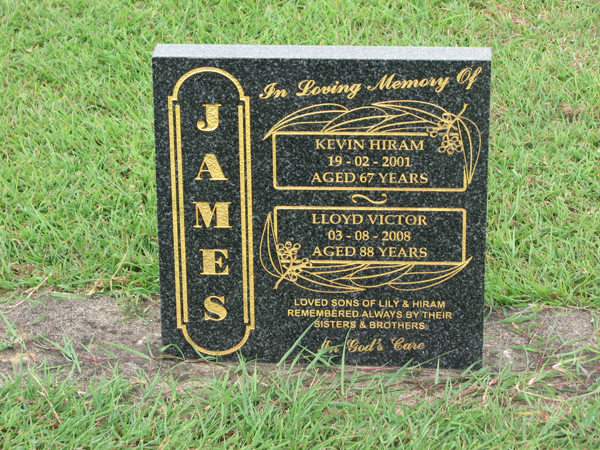 JAMES
In Loving Memory Of
KEVIN HIRAM
19 - 02 - 2001
AGED 67 YEARS
LLOYD VICTOR
03 - 08 - 2008
AGED 88 YEARS
LOVED SONS OF LILY & HIRAM
REMEMBERED ALWAYS BY THEIR
SISTERS & BROTHERS
In God's Care